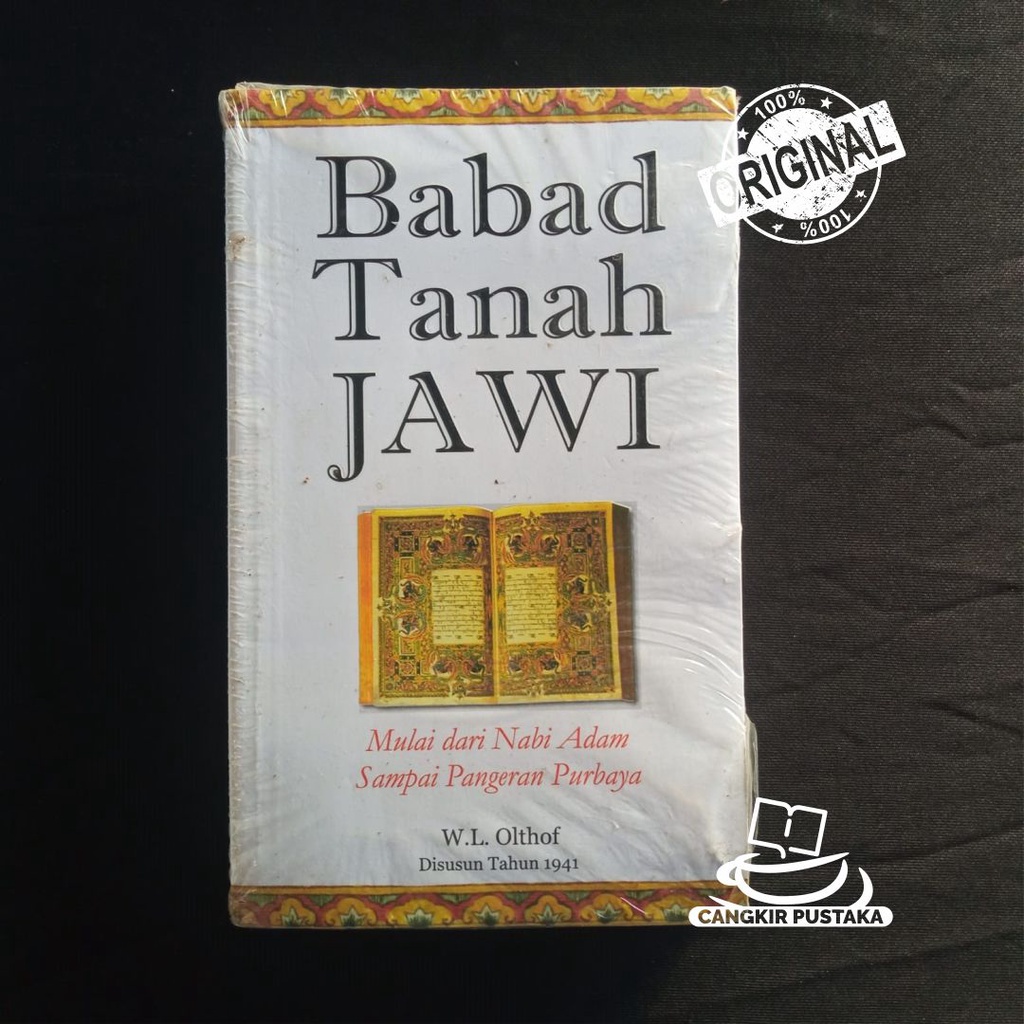 Babad
Tanah
JAWI
Mulai dari Nabi Adam
Sampai Pangeran Purbaya
W.L. Olthof
Disusun Tahun 1941
100%
ORIGINAL
100%
CANGKIR PUSTAKA